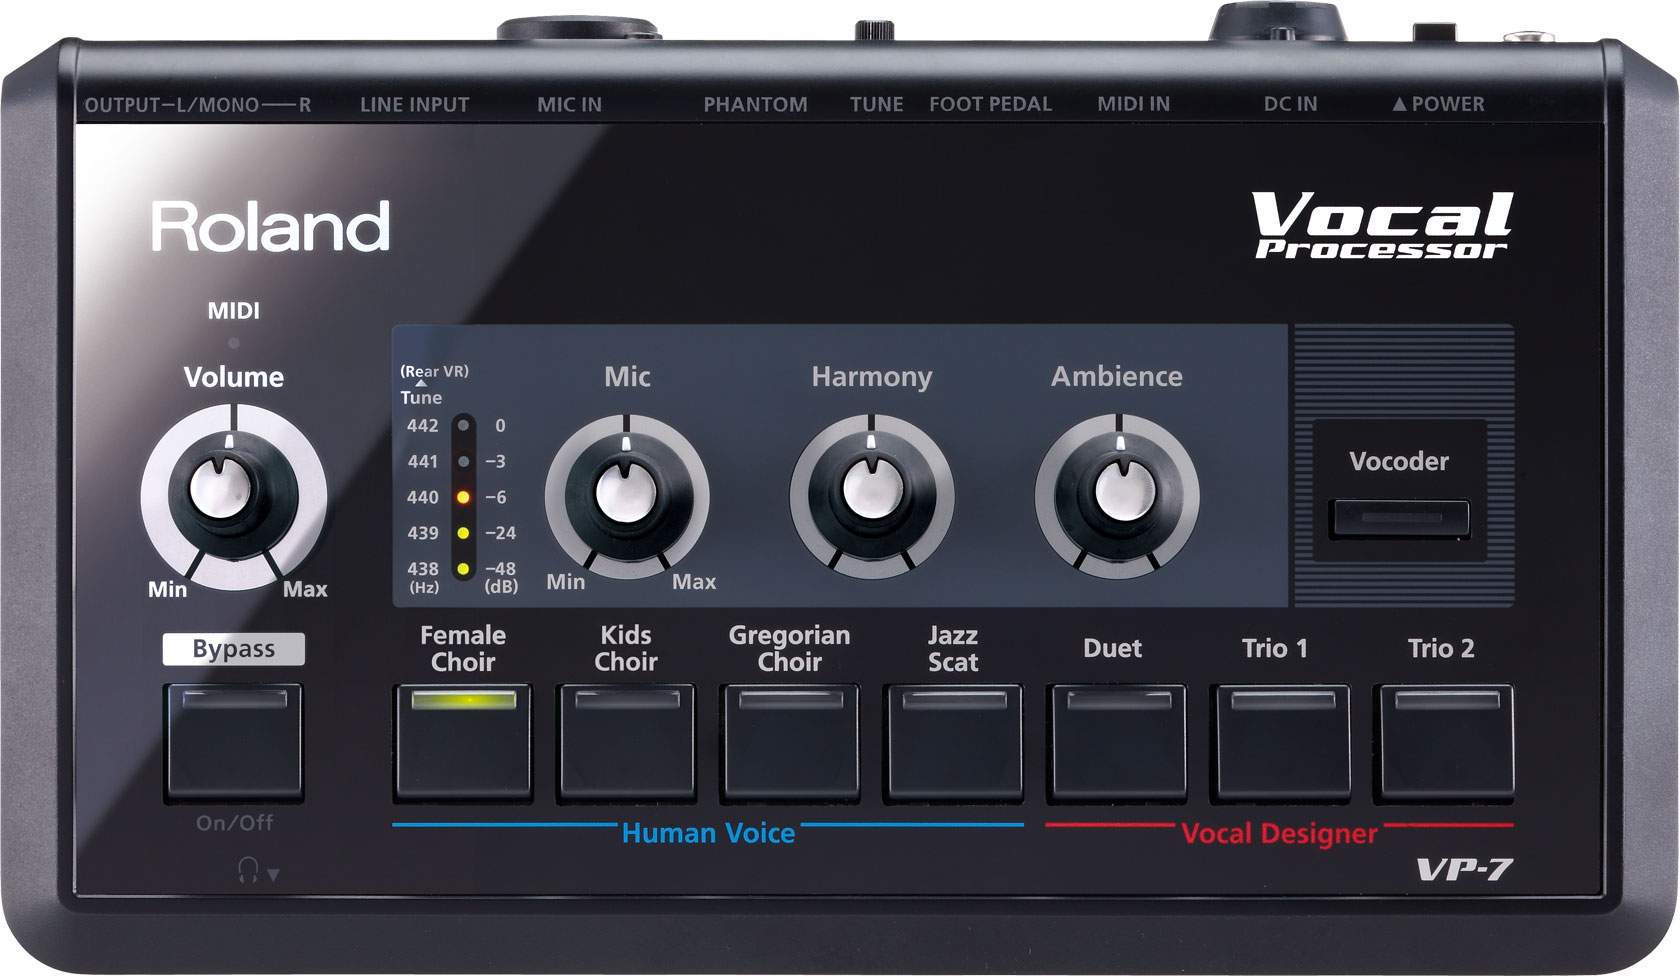 OUTPUT–L/MONO——R LINE INPUT MIC IN PHANTOM TUNE FOOT PEDAL MIDI IN DC IN ▲POWER
Roland
Vocal
Processor
MIDI
Volume
Min Max
(Rear VR)
▲
Tune
442 0
441 −3
440 −6
439 −24
438 −48
(Hz) (dB)
Mic
Min Max
Harmony
Ambience
Vocoder
Bypass
On/Off
Female
Choir
Kids
Choir
Gregorian
Choir
Jazz
Scat
Duet
Trio 1
Trio 2
Human Voice
Vocal Designer
VP-7